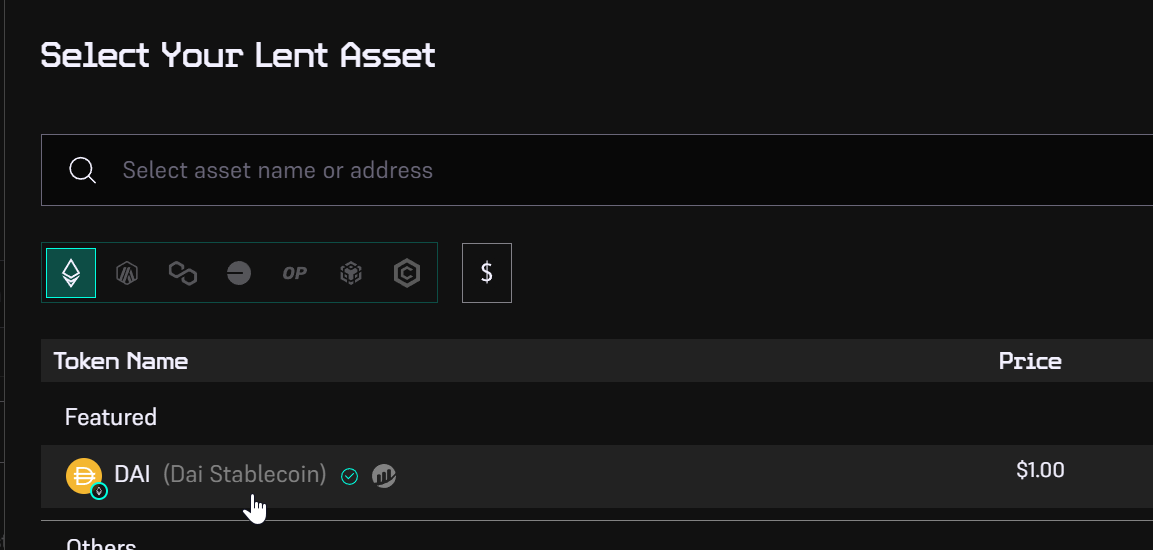 Select Your Lent Asset
Select asset name or address
OP
$
Token Name
Price
Featured
DAI (Dai Stablecoin)
$1.00
Others